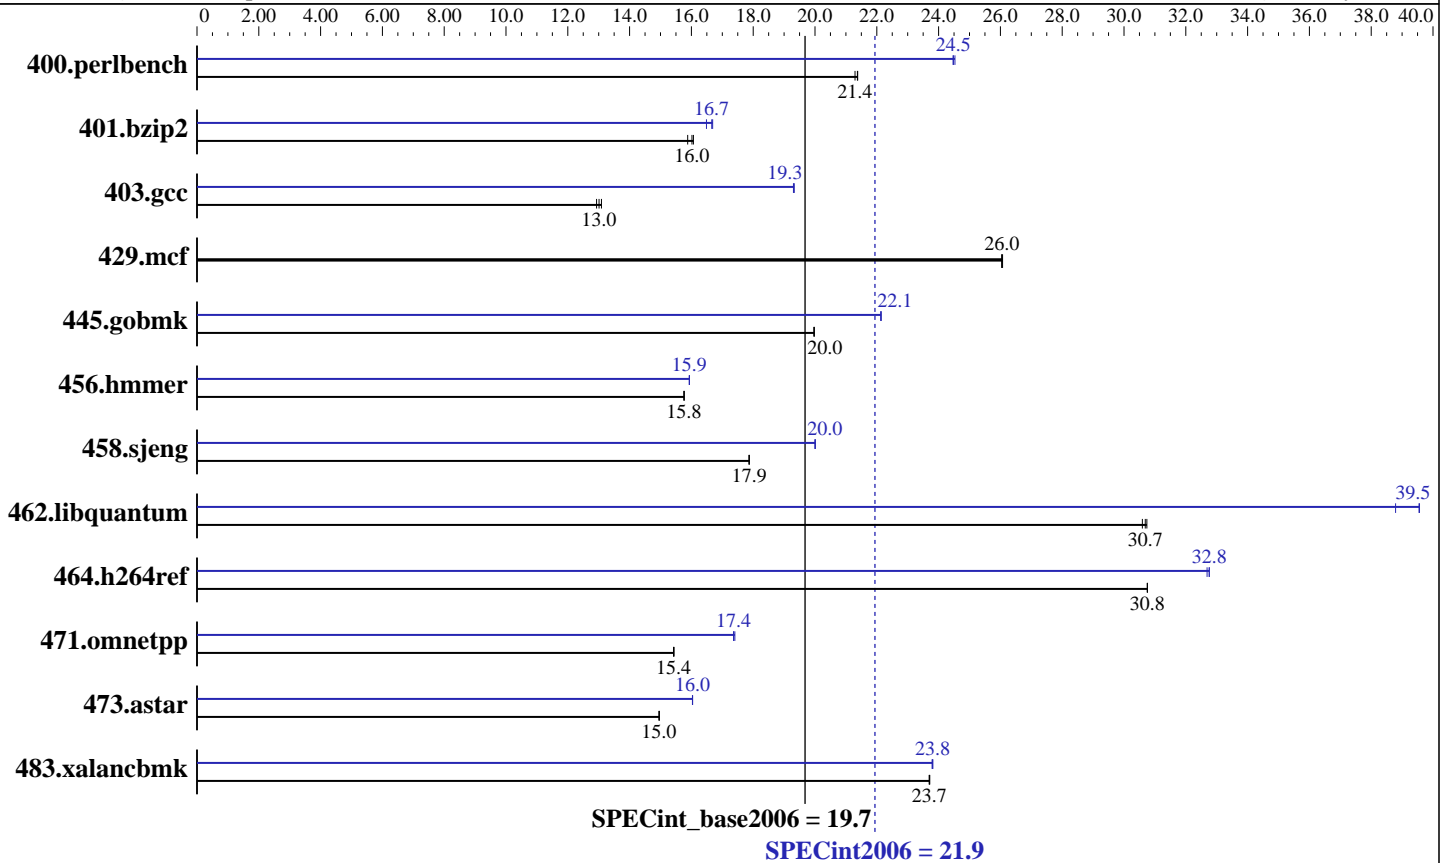 0 2.00 4.00 6.00 8.00 10.0 12.0 14.0 16.0 18.0 20.0 22.0 24.0 26.0 28.0 30.0 32.0 34.0 36.0 38.0 40.0
24.5
400.perlbench
21.4
16.7
401.bzip2
16.0
19.3
403.gcc
13.0
26.0
429.mcf
22.1
445.gobmk
20.0
15.9
456.hmmer
15.8
20.0
458.sjeng
17.9
39.5
462.libquantum
30.7
32.8
464.h264ref
30.8
17.4
471.omnetpp
15.4
16.0
473.astar
15.0
23.8
483.xalancbmk
23.7
SPECint_base2006 = 19.7
SPECint2006 = 21.9